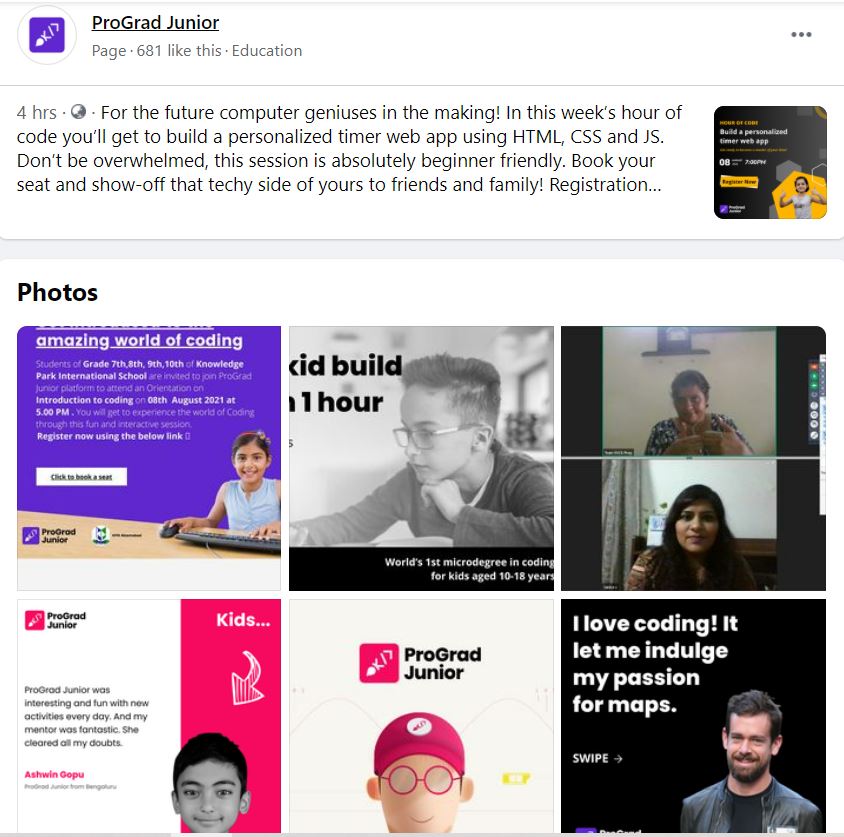 ProGrad Junior
Page · 681 like this · Education
4 hrs · · For the future computer geniuses in the making! In this week's hour of
code you'll get to build a personalized timer web app using HTML, CSS and JS.
Don't be overwhelmed, this session is absolutely beginner friendly. Book your
seat and show-off that techy side of yours to friends and family! Registration...
HOUR OF CODE
Build a personalized
timer web app
08
7:00PM
Register Now
ProGrad
Junior
Photos
amazing world of coding
Students of Grade 7th,8th, 9th,10th of Knowledge
Park International School are invited to join ProGrad
Junior platform to attend an Orientation on
Introduction to coding on 08th August 2021 at
5.00 PM . You will get to experience the world of Coding
through this fun and interactive session.
Register now using the below link
Click to book a seat
ProGrad
Junior
kid build
1 hour
s
World's 1st microdegree in coding
for kids aged 10-18 years
ProGrad
Junior
Kids...
ProGrad Junior was
interesting and fun with new
activities every day. And my
mentor was fantastic. She
cleared all my doubts.
Ashwin Gopu
ProGrad Junior from Bengaluru
ProGrad
Junior
I love coding! It
let me indulge
my passion
for maps.
SWIPE →
ProGrad